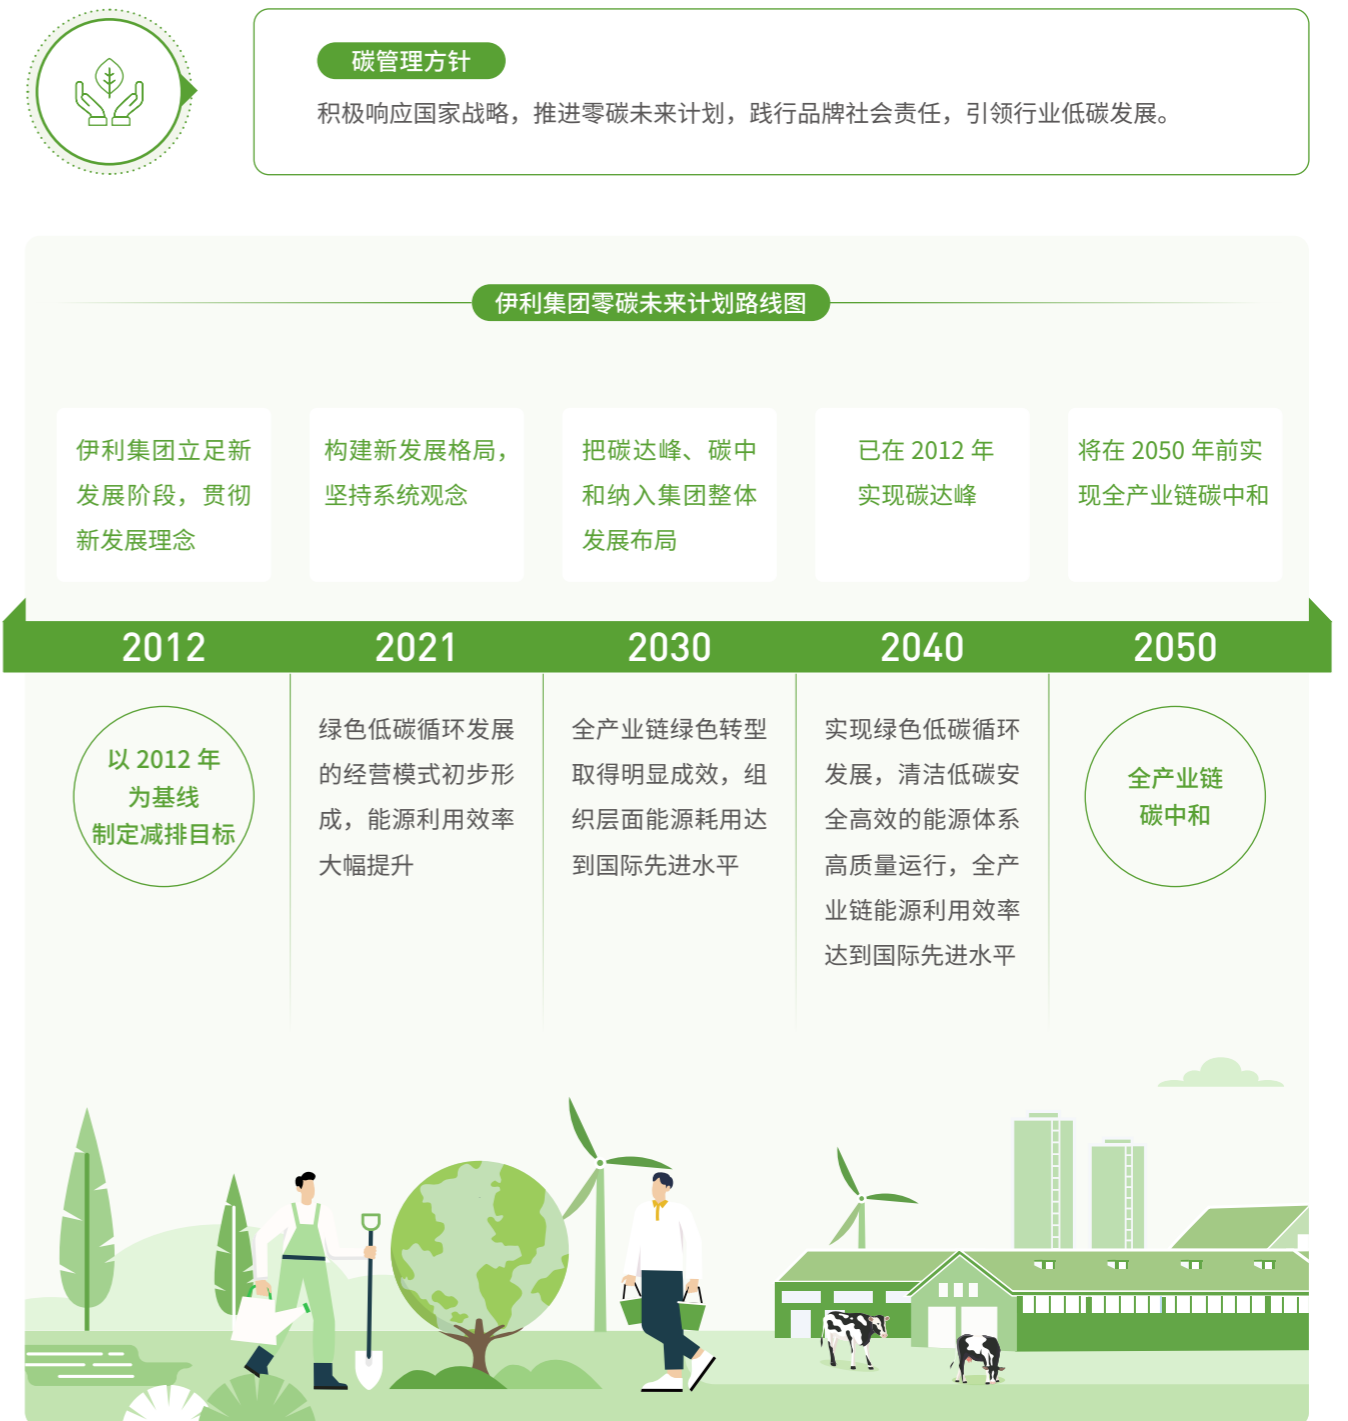 碳管理方针
积极响应国家战略，推进零碳未来计划，践行品牌社会责任，引领行业低碳发展。
伊利集团零碳未来计划路线图
伊利集团立足新
发展阶段，贯彻
新发展理念
构建新发展格局，
坚持系统观念
把碳达峰、碳中
和纳入集团整体
发展布局
已在 2012 年
实现碳达峰
将在 2050 年前实
现全产业链碳中和
2012
2021
2030
2040
2050
以 2012 年
为基线
制定减排目标
绿色低碳循环发展
的经营模式初步形
成，能源利用效率
大幅提升
全产业链绿色转型
取得明显成效，组
织层面能源耗用达
到国际先进水平
实现绿色低碳循环
发展，清洁低碳安
全高效的能源体系
高质量运行，全产
业链能源利用效率
达到国际先进水平
全产业链
碳中和